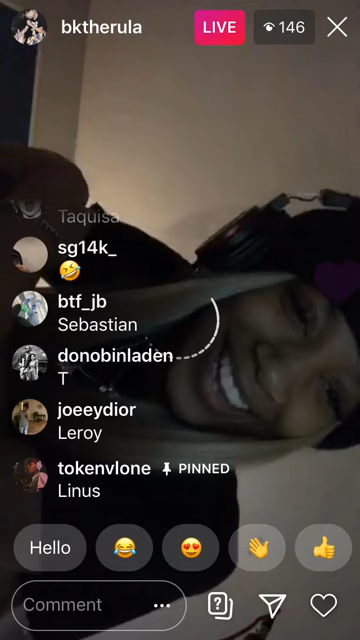 bktherula
LIVE
146
Taquisa
sg14k_
🤣
btf_jb
Sebastian
donobinladen
T
joeeydior
Leroy
tokenvlone PINNED
Linus
Hello 😂 😍 👋 👍
Comment ...